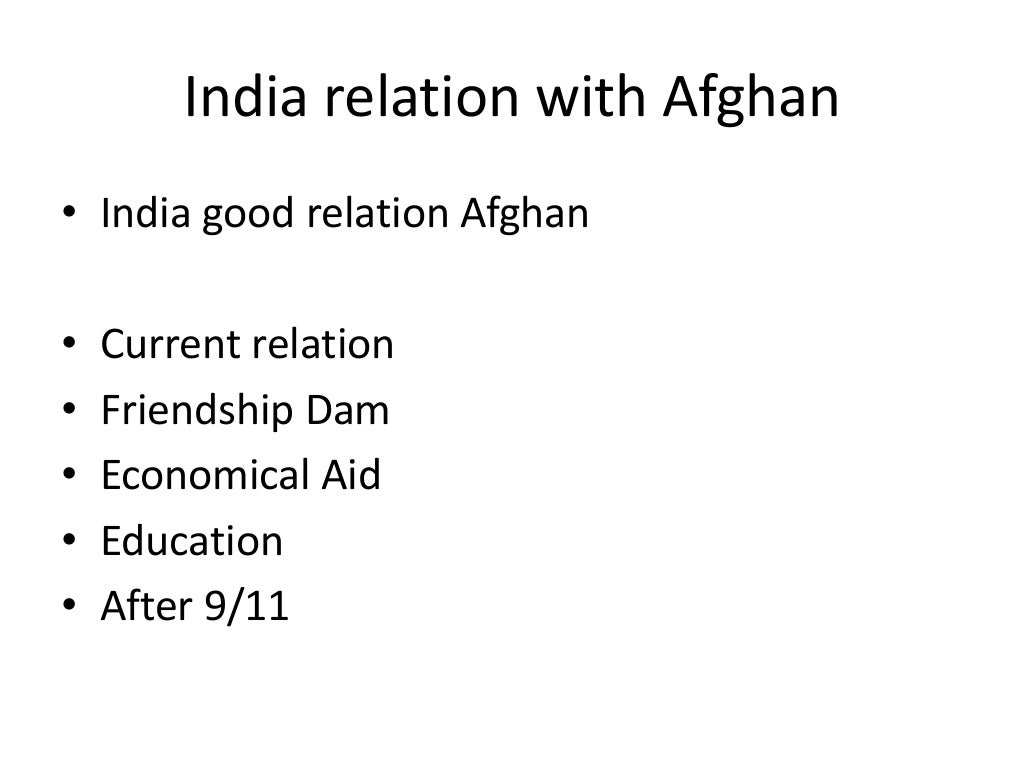 India relation with Afghan
• India good relation Afghan
• Current relation
• Friendship Dam
• Economical Aid
• Education
• After 9/11